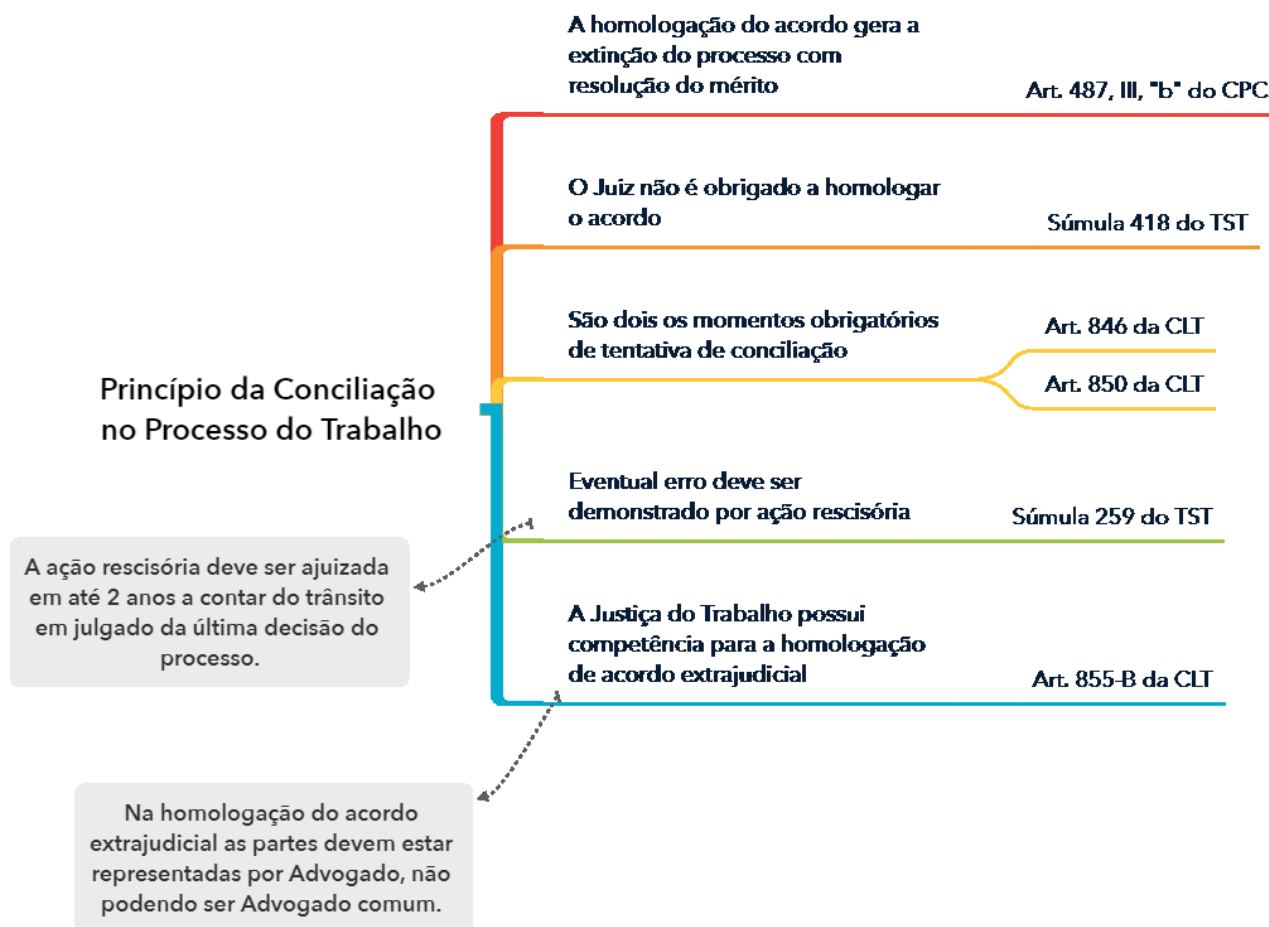 A homologação do acordo gera a
extinção do processo com
resolução do mérito
Art. 487, III, "b" do CPC
O Juiz não é obrigado a homologar
o acordo
Súmula 418 do TST
São dois os momentos obrigatórios
de tentativa de conciliação
Art. 846 da CLT
Art. 850 da CLT
Princípio da Conciliação
no Processo do Trabalho
Eventual erro deve ser
demonstrado por ação rescisória
Súmula 259 do TST
A ação rescisória deve ser ajuizada
em até 2 anos a contar do trânsito
em julgado da última decisão do
processo.
A Justiça do Trabalho possui
competência para a homologação
de acordo extrajudicial
Art. 855-B da CLT
Na homologação do acordo
extrajudicial as partes devem estar
representadas por Advogado, não
podendo ser Advogado comum.